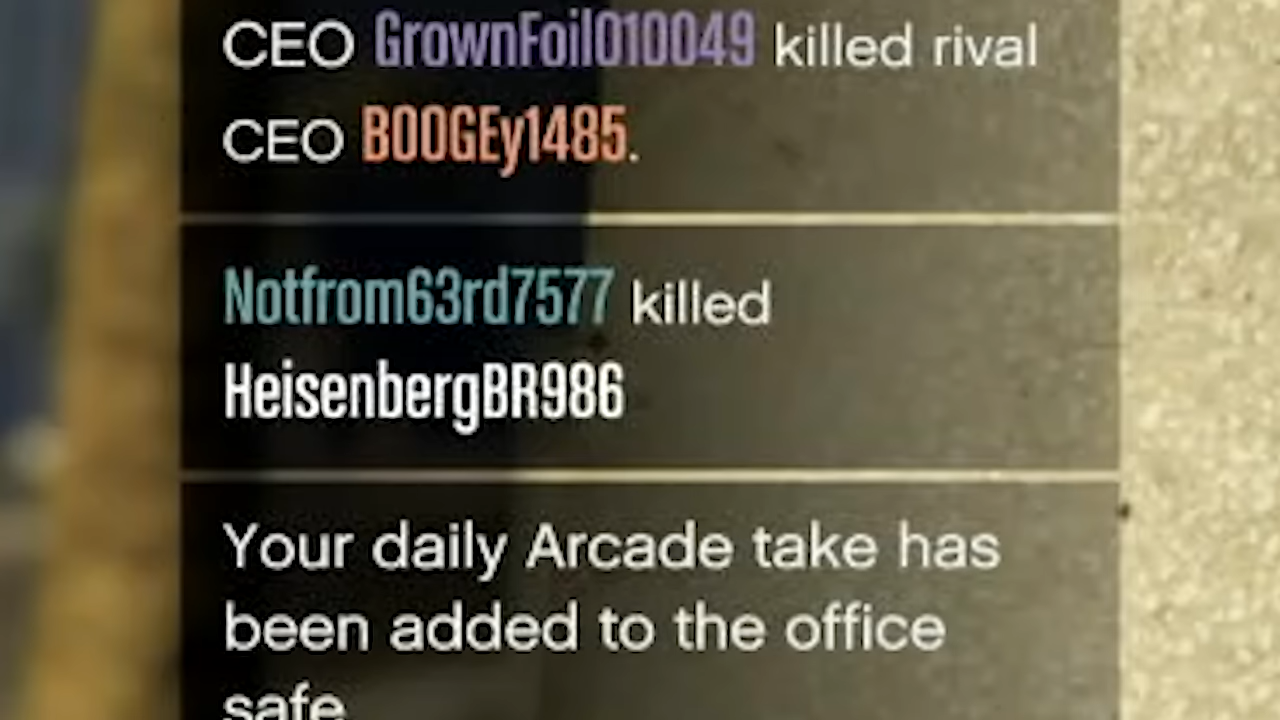 CEO GrownFoil010049 killed rival
CEO BOOGEy1485.
Notfrom63rd7577 killed
HeisenbergBR986
Your daily Arcade take has
been added to the office
safe